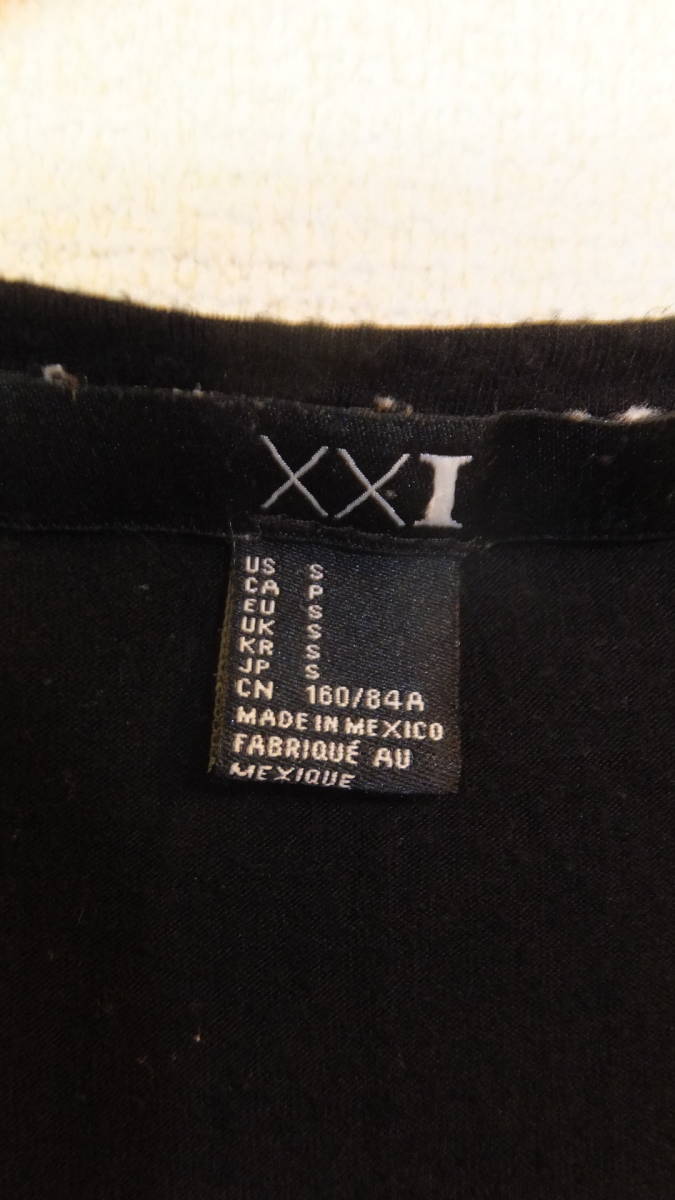 XXI
US S
CA P
EU S
UK S
KR S
JP S
CN 160/84A
MADE IN MEXICO
FABRIQUÉ AU
MEXIQUE